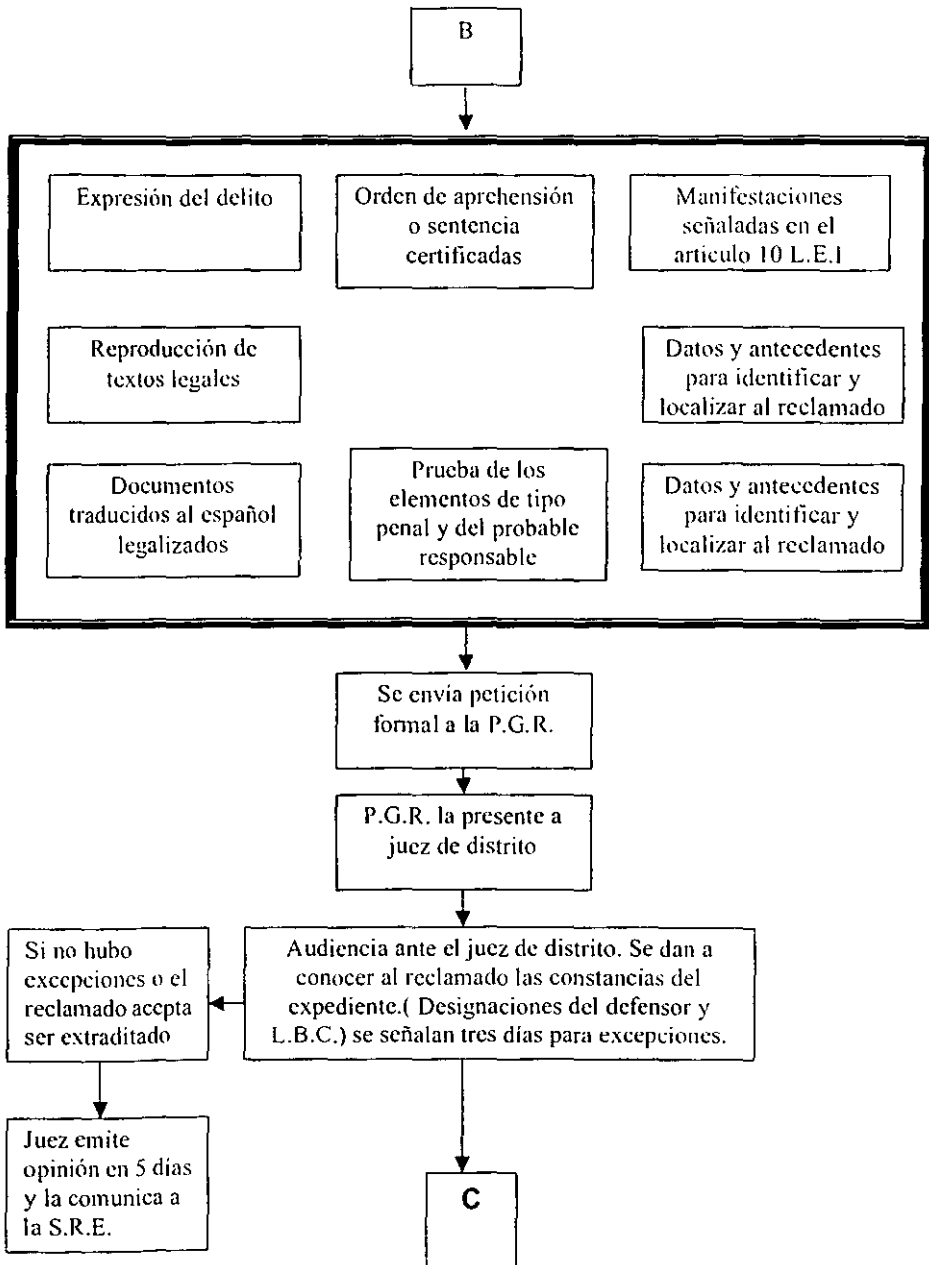 B
Expresión del delito
Orden de aprehensión
o sentencia
certificadas
Manifestaciones
señaladas en el
articulo 10 L.E.I
Reproducción de
textos legales
Datos y antecedentes
para identificar y
localizar al reclamado
Documentos
traducidos al español
legalizados
Prueba de los
elementos de tipo
penal y del probable
responsable
Datos y antecedentes
para identificar y
localizar al reclamado
Se envía petición
formal a la P.G.R.
P.G.R. la presente a
juez de distrito
Si no hubo
excepciones o el
reclamado acepta
ser extraditado
Audiencia ante el juez de distrito. Se dan a
conocer al reclamado las constancias del
expediente.( Designaciones del defensor y
L.B.C.) se señalan tres días para excepciones.
Juez emite
opinión en 5 días
y la comunica a
la S.R.E.
C